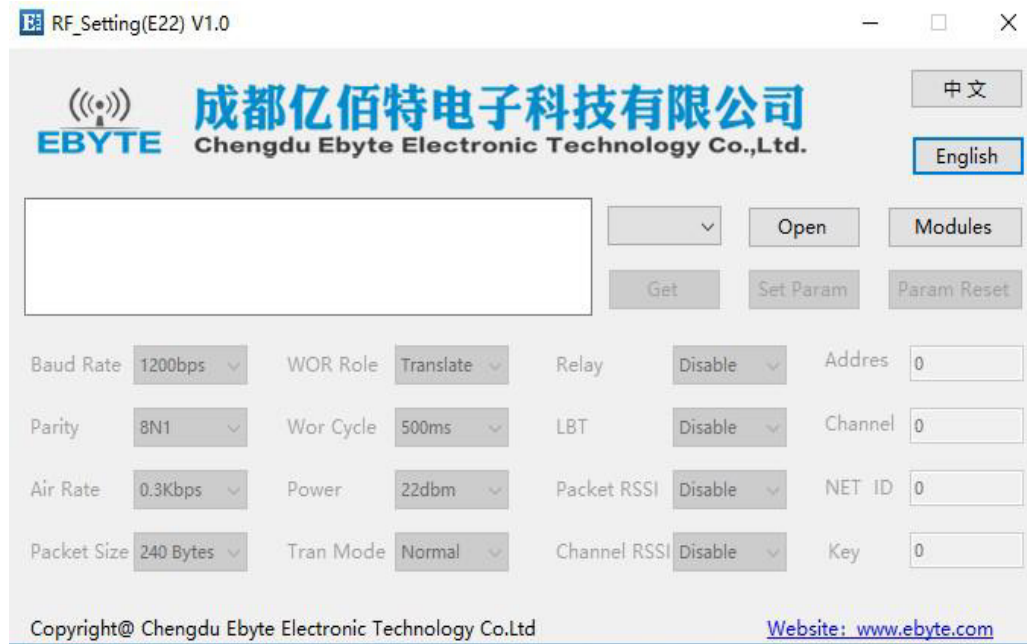 RF_Setting(E22) V1.0
中文
EBYTE
成都亿佰特电子科技有限公司
Chengdu Ebyte Electronic Technology Co.,Ltd.
English
Open
Modules
Get
Set Param
Param Reset
Baud Rate 1200bps WOR Role Translate Relay Disable Addres 0
Parity 8N1 Wor Cycle 500ms LBT Disable Channel 0
Air Rate 0.3Kbps Power 22dbm Packet RSSI Disable NET ID 0
Packet Size 240 Bytes Tran Mode Normal Channel RSSI Disable Key 0
Copyright@ Chengdu Ebyte Electronic Technology Co.Ltd
Website: www.ebyte.com